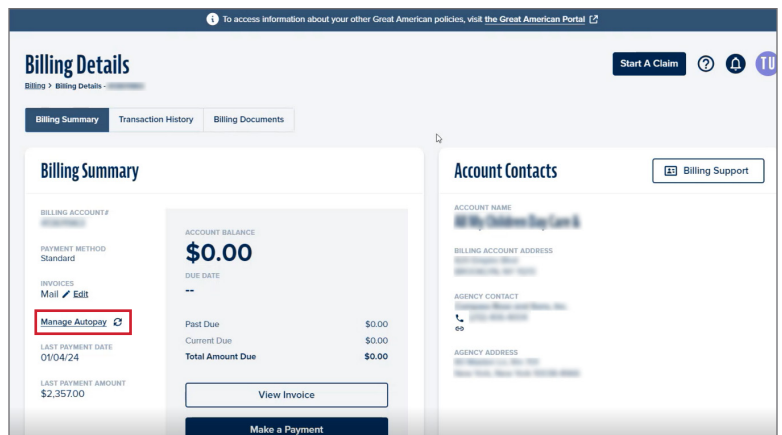 To access information about your other Great American policies, visit the Great American Portal
Billing Details
Billing > Billing Details -
Start A Claim
TU
Billing Summary
Transaction History
Billing Documents
Billing Summary
BILLING ACCOUNT#
PAYMENT METHOD
Standard
INVOICES
Mail Edit
Manage Autopay
LAST PAYMENT DATE
01/04/24
LAST PAYMENT AMOUNT
$2,357.00
ACCOUNT BALANCE
$0.00
DUE DATE
--
Past Due $0.00
Current Due $0.00
Total Amount Due $0.00
View Invoice
Make a Payment
Account Contacts
Billing Support
ACCOUNT NAME
BILLING ACCOUNT ADDRESS
AGENCY CONTACT
AGENCY ADDRESS